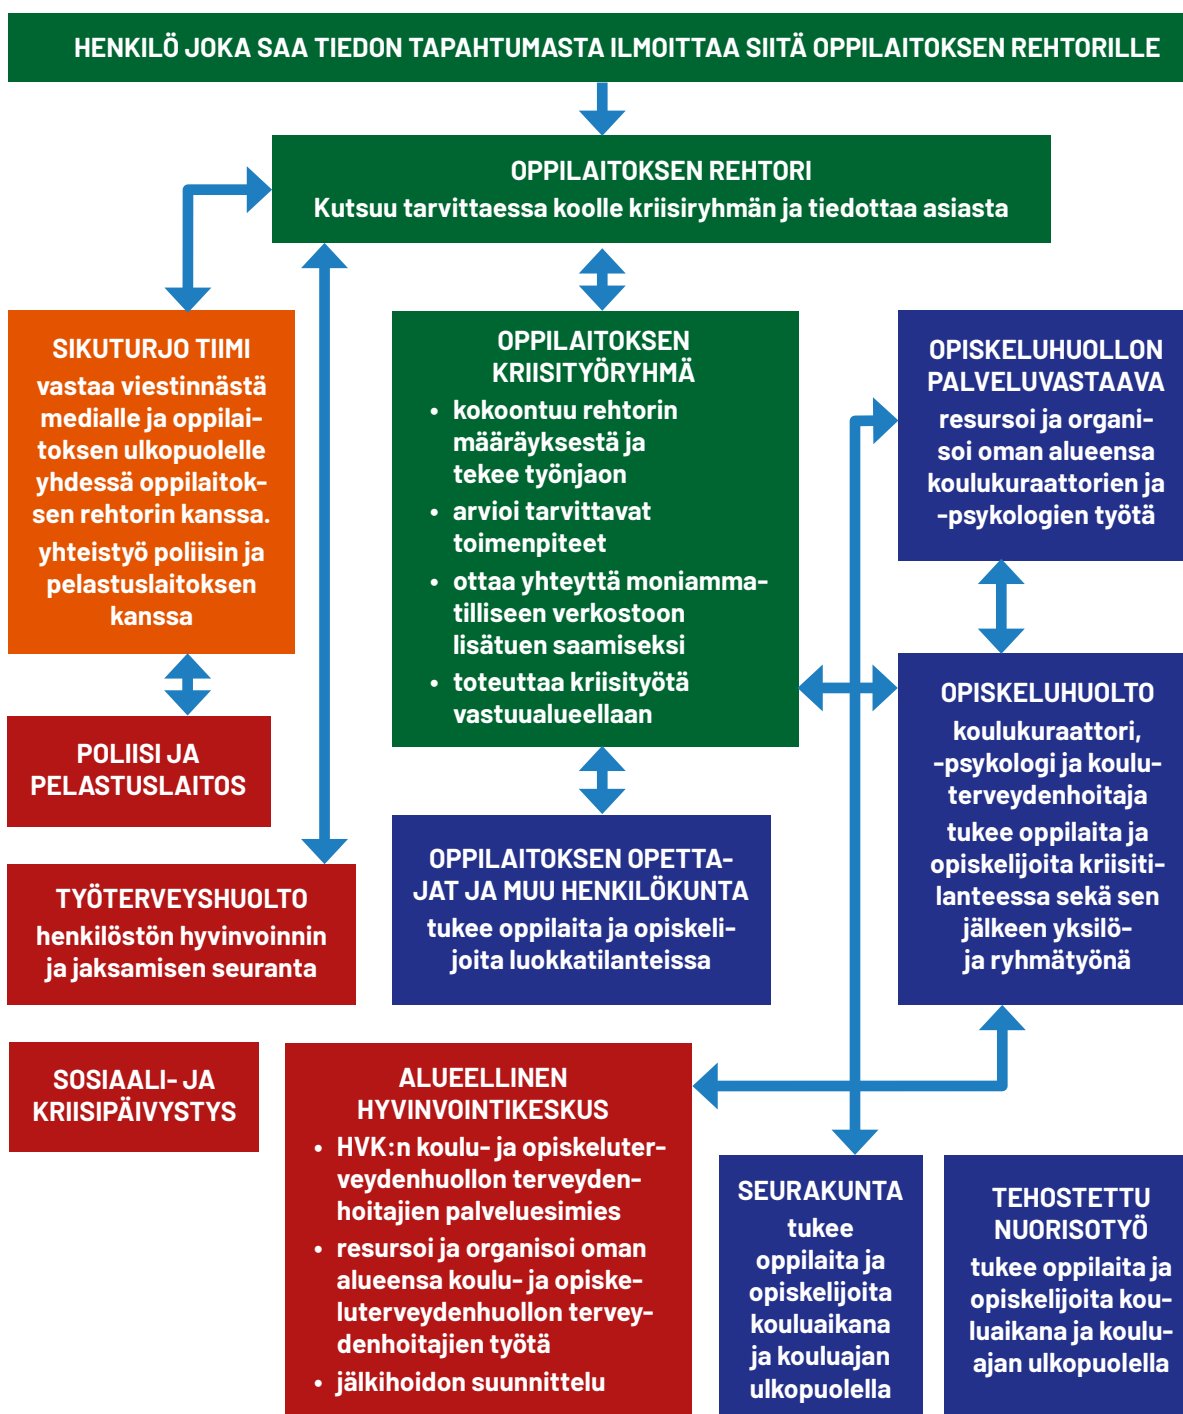 HENKILÖ JOKA SAA TIEDON TAPAHTUMASTA ILMOITTAA SIITÄ OPPILAITOKSEN REHTORILLE
OPPILAITOKSEN REHTORI
Kutsuu tarvittaessa koolle kriisiryhmän ja tiedottaa asiasta
SIKUTURJO TIIMI
vastaa viestinnästä
medialle ja oppilai-
toksen ulkopuolelle
yhdessä oppilaitok-
sen rehtorin kanssa.
yhteistyö poliisin ja
pelastuslaitoksen
kanssa
OPPILAITOKSEN
KRIISITYÖRYHMÄ
• kokoontuu rehtorin
määräyksestä ja
tekee työnjaon
• arvioi tarvittavat
toimenpiteet
• ottaa yhteyttä moniamma-
tilliseen verkostoon
lisätuen saamiseksi
• toteuttaa kriisityötä
vastuualueellaan
OPISKELUHUOLLON
PALVELUVASTAAVA
resursoi ja organi-
soi oman alueensa
koulukuraattorien ja
-psykologien työtä
OPISKELUHUOLTO
koulukuraattori,
-psykologi ja koulu-
terveydenhoitaja
tukee oppilaita ja
opiskelijoita kriisiti-
lanteessa sekä sen
jälkeen yksilö-
ja ryhmätyönä
POLIISI JA
PELASTUSLAITOS
TYÖTERVEYSHUOLTO
henkilöstön hyvinvoinnin
ja jaksamisen seuranta
OPPILAITOKSEN OPETTA-
JAT JA MUU HENKILÖKUNTA
tukee oppilaita ja opiskeli-
joita luokkatilanteissa
SOSIAALI- JA
KRIISIPÄIVYSTYS
ALUEELLINEN
HYVINVOINTIKESKUS
• HVK:n koulu- ja opiskeluter-
veydenhuollon terveyden-
hoitajien palveluesimies
• resursoi ja organisoi oman
alueensa koulu- ja opiske-
luterveydenhuollon tervey-
denhoitajien työtä
• jälkihoidon suunnittelu
SEURAKUNTA
tukee
oppilaita ja
opiskelijoita
kouluaikana
ja kouluajan
ulkopuolella
TEHOSTETTU
NUORISOTYÖ
tukee oppilaita ja
opiskelijoita kou-
luaikana ja koulu-
ajan ulkopuolella